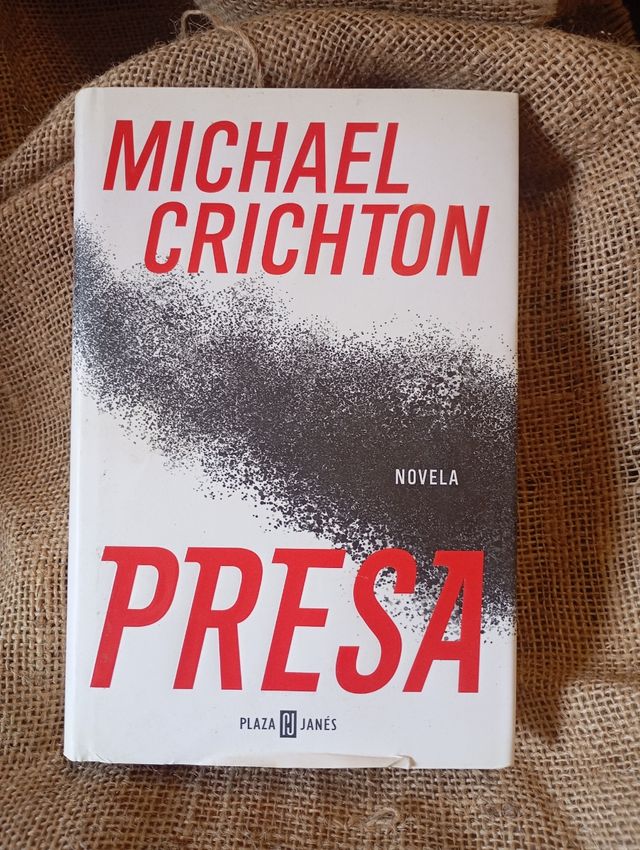 MICHAEL
CRICHTON
NOVELA
PRESA
PLAZA JANÉS